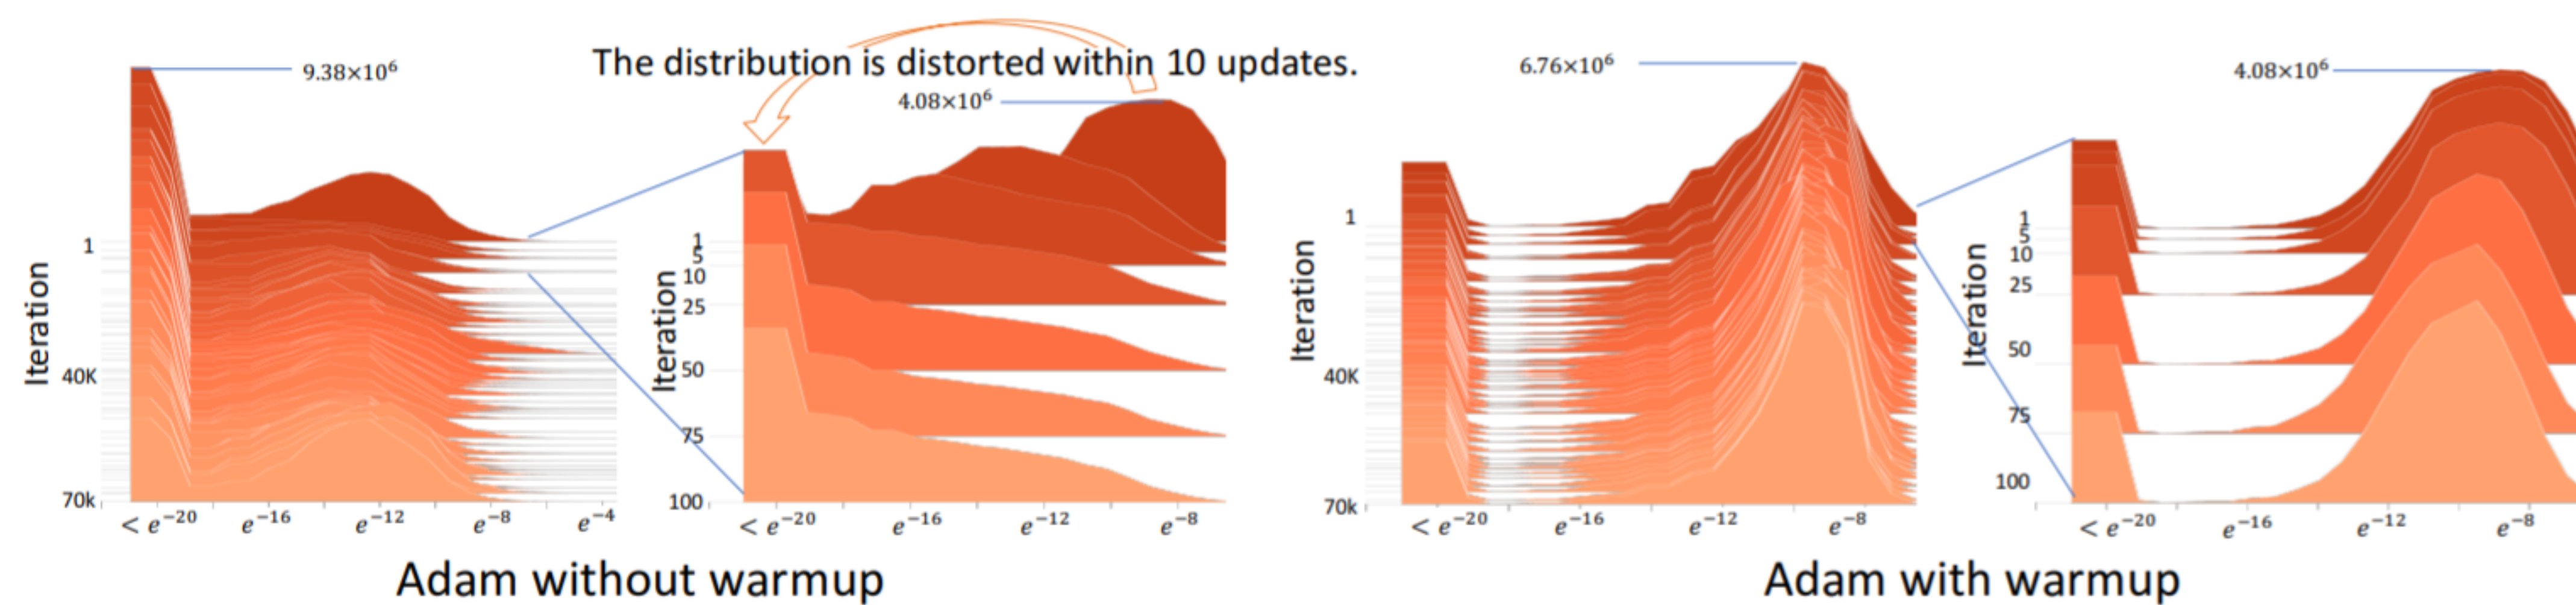 The distribution is distorted within 10 updates.
9.38×10⁶
4.08×10⁶
6.76×10⁶
4.08×10⁶
Iteration
1
40K
70k
< e⁻²⁰ e⁻¹⁶ e⁻¹² e⁻⁸ e⁻⁴
Iteration
1
5
10
25
50
75
100
< e⁻²⁰ e⁻¹⁶ e⁻¹² e⁻⁸
Adam without warmup
Iteration
1
40K
70k
< e⁻²⁰ e⁻¹⁶ e⁻¹² e⁻⁸
Iteration
1
5
10
25
50
75
100
< e⁻²⁰ e⁻¹⁶ e⁻¹² e⁻⁸
Adam with warmup